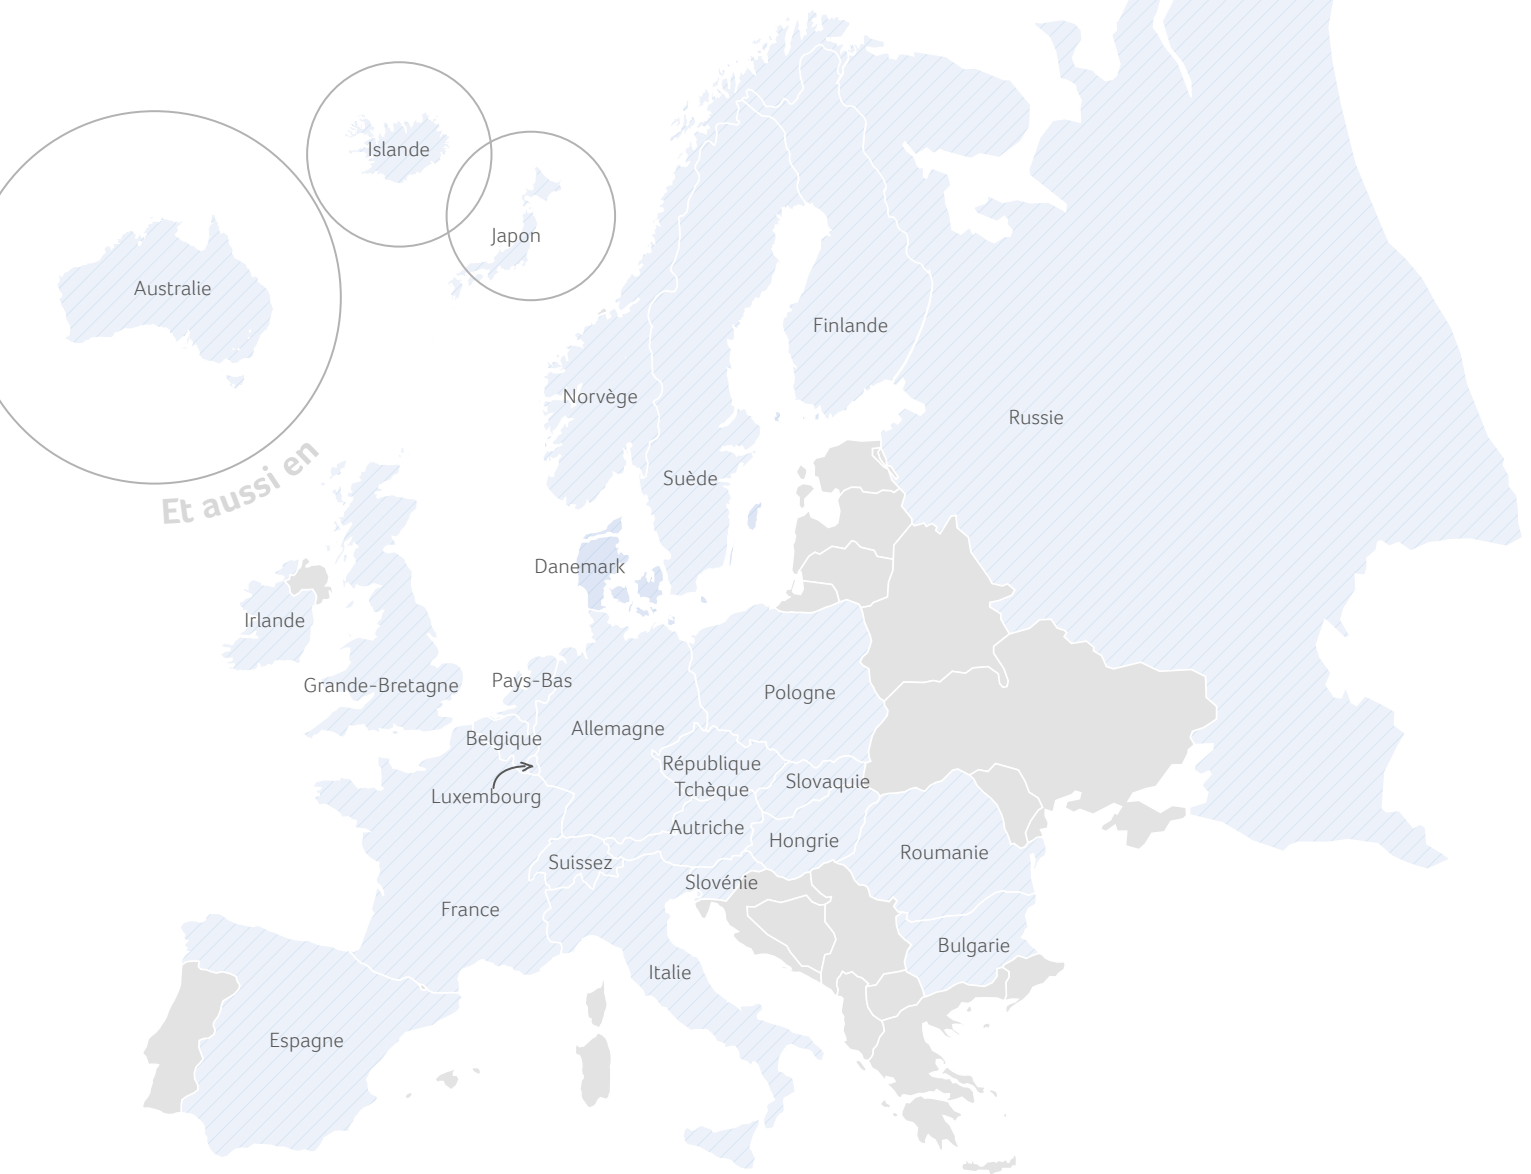 Islande
Japon
Australie
Et aussi en
Finlande
Norvège
Russie
Suède
Danemark
Irlande
Grande-Bretagne
Pays-Bas
Pologne
Allemagne
Belgique
République
Tchèque
Slovaquie
Luxembourg
Autriche
Hongrie
Roumanie
Suissez
Slovénie
France
Bulgarie
Italie
Espagne